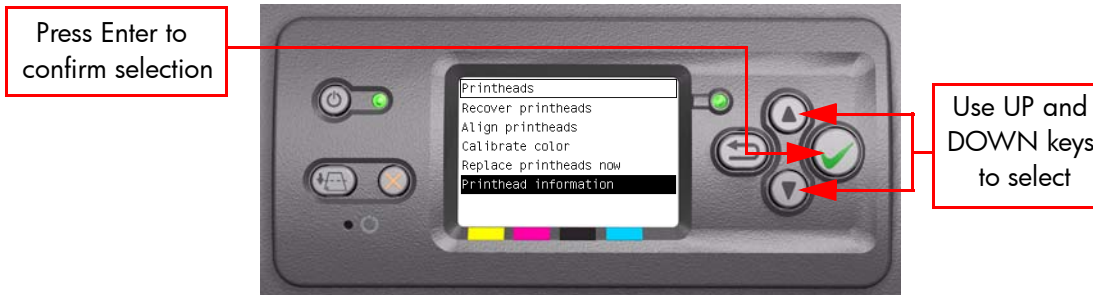 Press Enter to
confirm selection
Printheads
Recover printheads
Align printheads
Calibrate color
Replace printheads now
Printhead information
Use UP and
DOWN keys
to select